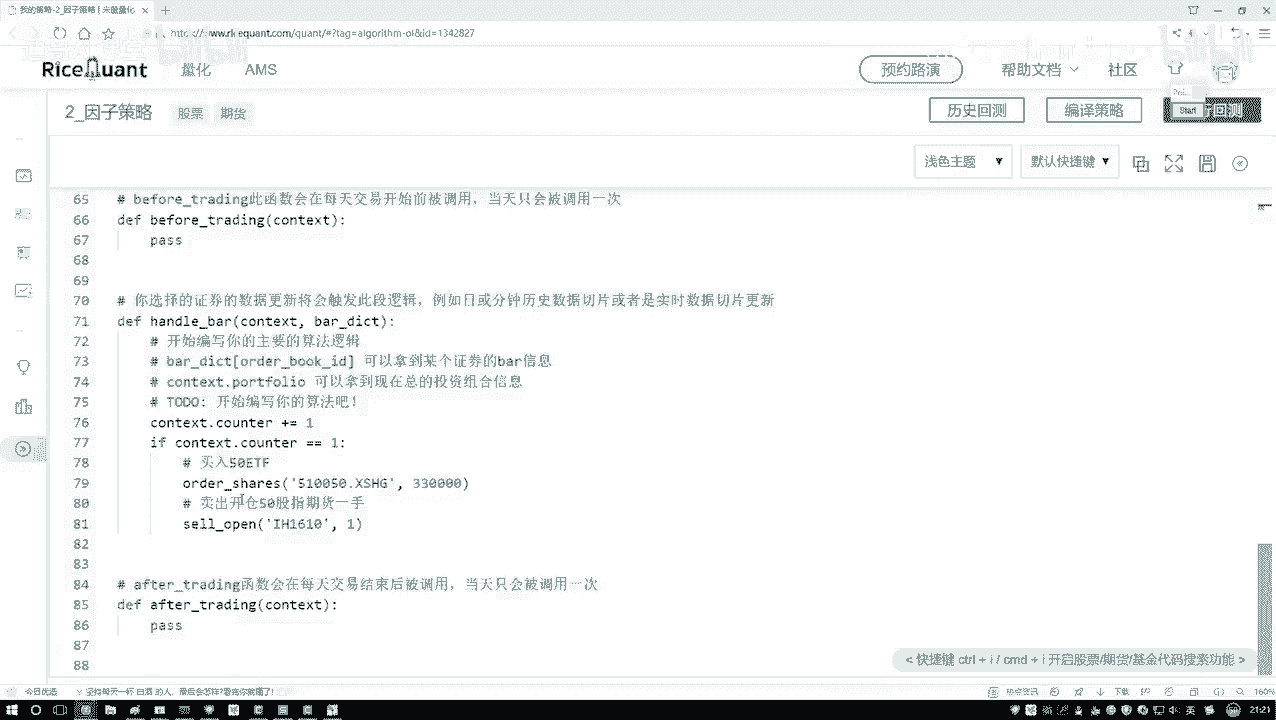 我的策略-2_因子策略 | 米筐量化
https://www.ricequant.com/quant/#?tag=algorithm-oi&id=1342827
bilibili
bilibili
RiceQuant 量化 AMS 预约路演 帮助文档 社区
2_因子策略 股票 期货 历史回测 编译策略 Start 回测
浅色主题 ▼ 默认快捷键 ▼
65 # before_trading此函数会在每天交易开始前被调用，当天只会被调用一次
66 def before_trading(context):
67 pass
68
69
70 # 你选择的证券的数据更新将会触发此段逻辑，例如日或分钟历史数据切片或者是实时数据切片更新
71 def handle_bar(context, bar_dict):
72 # 开始编写你的主要的算法逻辑
73 # bar_dict[order_book_id] 可以拿到某个证券的bar信息
74 # context.portfolio 可以拿到现在总的投资组合信息
75 # TODO: 开始编写你的算法吧！
76 context.counter += 1
77 if context.counter == 1:
78 # 买入50ETF
79 order_shares('510050.XSHG', 330000)
80 # 卖出开仓50股指期货一手
81 sell_open('IH1610', 1)
82
83
84 # after_trading函数会在每天交易结束后被调用，当天只会被调用一次
85 def after_trading(context):
86 pass
87
88
< 快捷键 ctrl + i / cmd + i 开启股票/期货/基金代码搜索功能 >
今日优选 热点资讯 下载 160%
英 21:21